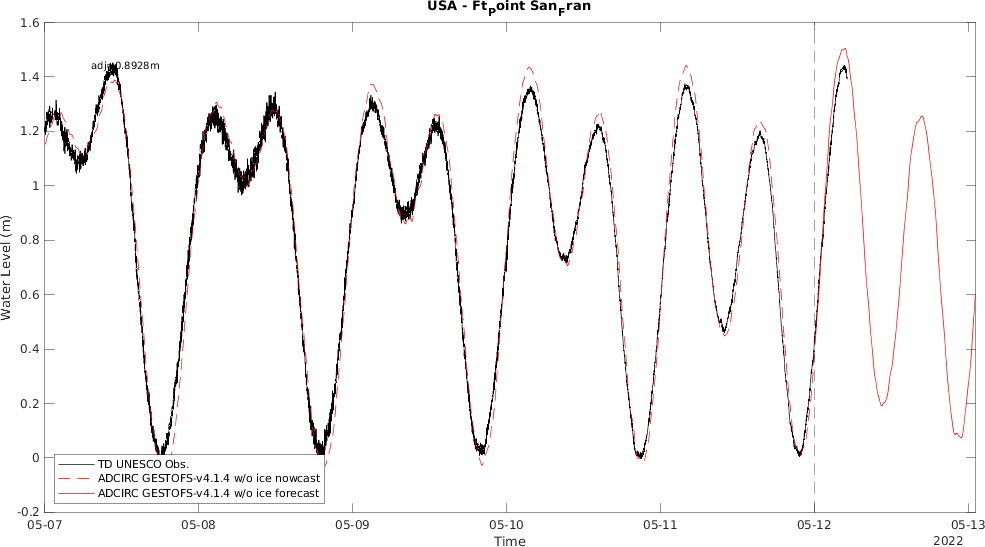 USA - FtPoint SanFran
1.6
1.4
1.2
1
0.8
0.6
0.4
0.2
0
-0.2
Water Level (m)
adj: 0.8928m
TD UNESCO Obs.
ADCIRC GESTOFS-v4.1.4 w/o ice nowcast
ADCIRC GESTOFS-v4.1.4 w/o ice forecast
05-07 05-08 05-09 05-10 05-11 05-12 05-13
Time
2022